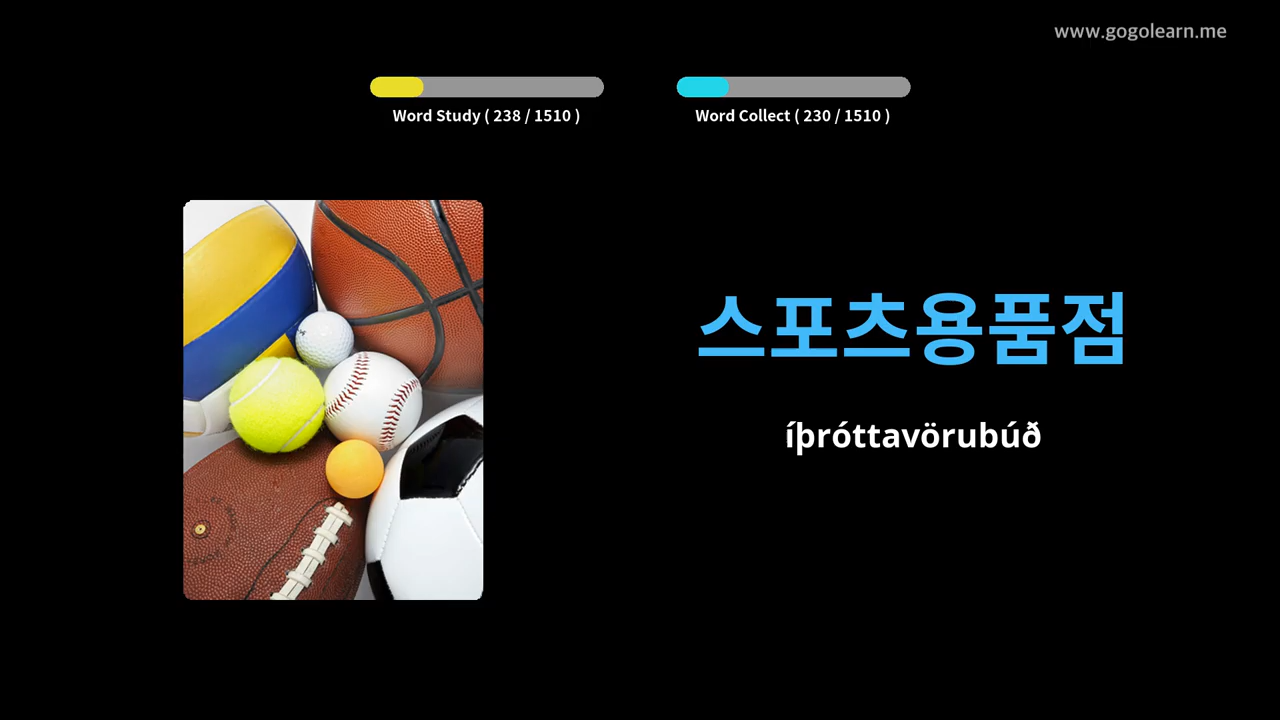 www.gogolearn.me
Word Study ( 238 / 1510 )
Word Collect ( 230 / 1510 )
스포츠용품점
íþróttavörubúð